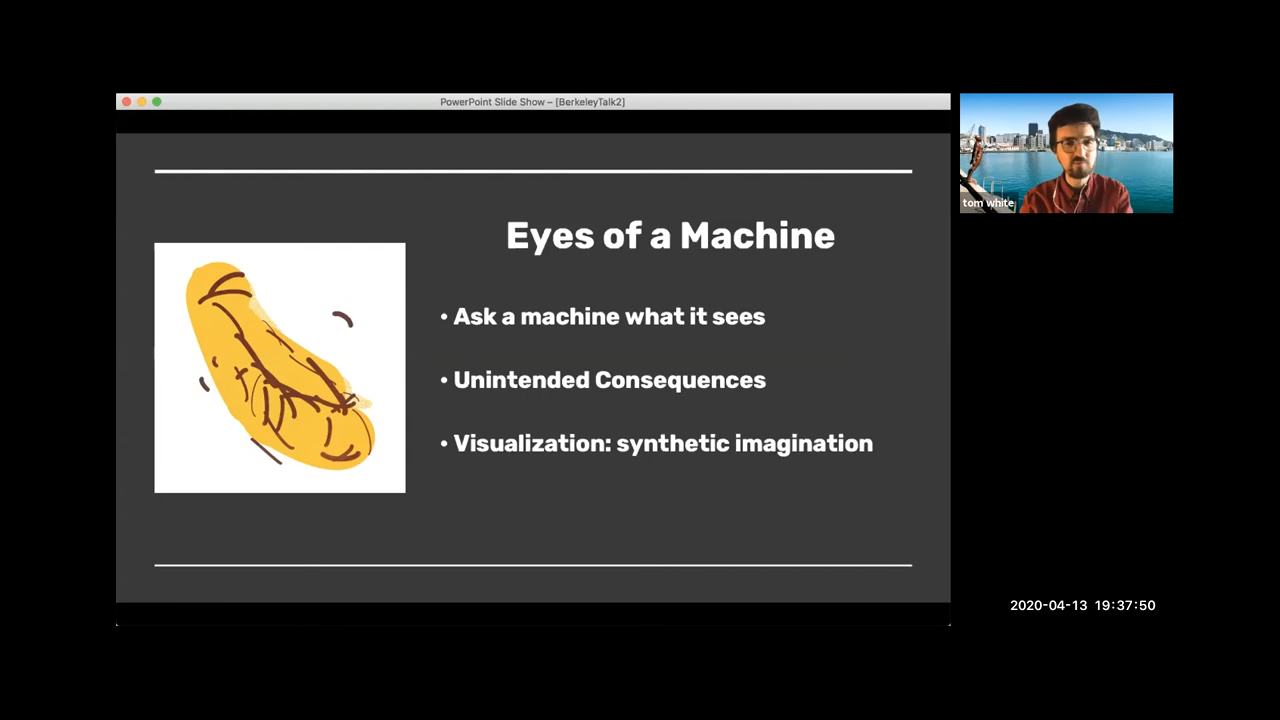 PowerPoint Slide Show – [BerkeleyTalk2]
Eyes of a Machine
• Ask a machine what it sees
• Unintended Consequences
• Visualization: synthetic imagination
tom white
2020-04-13 19:37:50